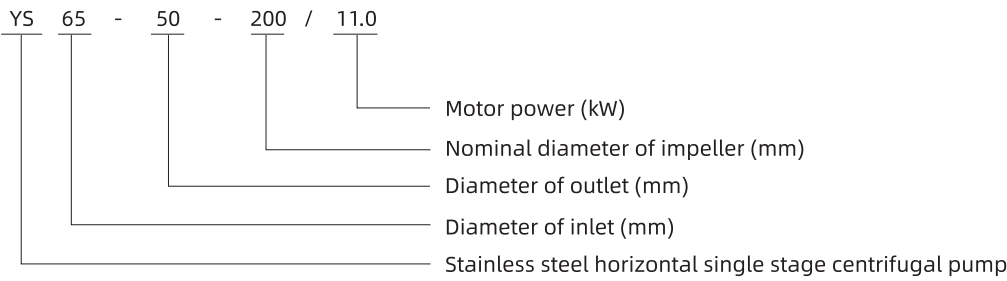 YS 65 - 50 - 200 / 11.0
Motor power (kW)
Nominal diameter of impeller (mm)
Diameter of outlet (mm)
Diameter of inlet (mm)
Stainless steel horizontal single stage centrifugal pump